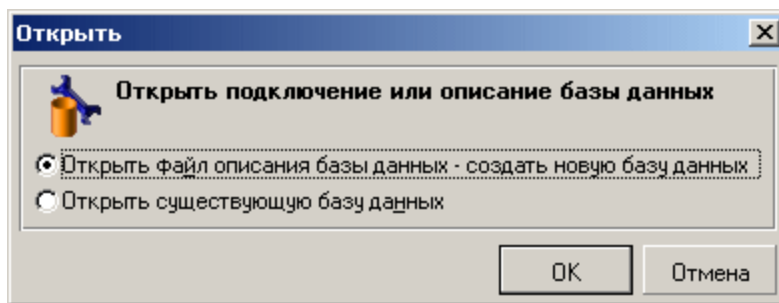 Открыть
Открыть подключение или описание базы данных
Открыть файл описания базы данных - создать новую базу данных
Открыть существующую базу данных
OK
Отмена